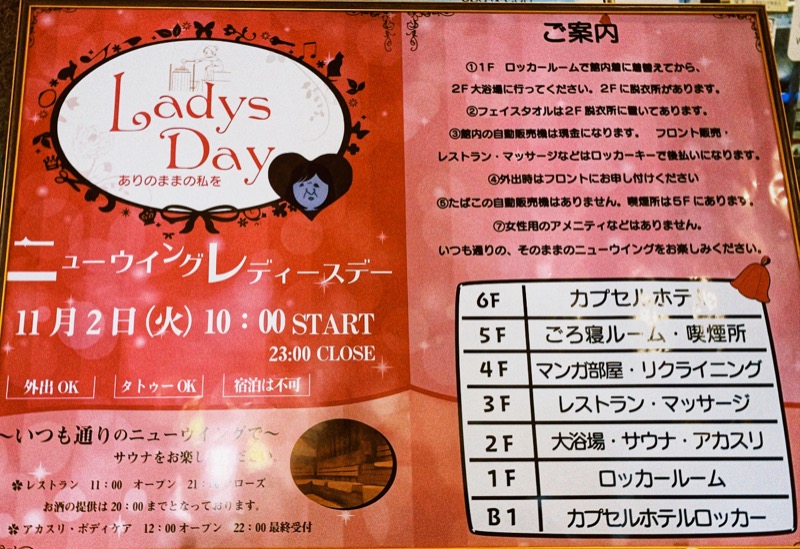 Ladys
Day
ありのままの私を
ニューウイングレディースデー
11月2日(火)10:00 START
23:00 CLOSE
外出OK
タトゥーOK
宿泊は不可
〜いつも通りのニューウイングで〜
サウナをお楽し
レストラン 11:00 オープン
お酒の提供は20:00までとなっております。
アカスリ・ボディケア 12:00オープン 22:00最終受付
ご案内
①1F ロッカールームで館内着に着替えてから、
2F大浴場に行ってください。2Fに脱衣所があります。
②フェイスタオルは2F脱衣所に置いてあります。
③館内の自動販売機は現金になります。 フロント販売・
レストラン・マッサージなどはロッカーキーで後払いになります。
④外出時はフロントにお申し付けください
⑥たばこの自動販売機はありません。喫煙所は5Fにあります。
⑦女性用のアメニティなどはありません。
いつも通りの、そのままのニューウイングをお楽しみください。
6F カプセルホテル
5F ごろ寝ルーム・喫煙所
4F マンガ部屋・リクライニング
3F レストラン・マッサージ
2F 大浴場・サウナ・アカスリ
1F ロッカールーム
B1 カプセルホテルロッカー